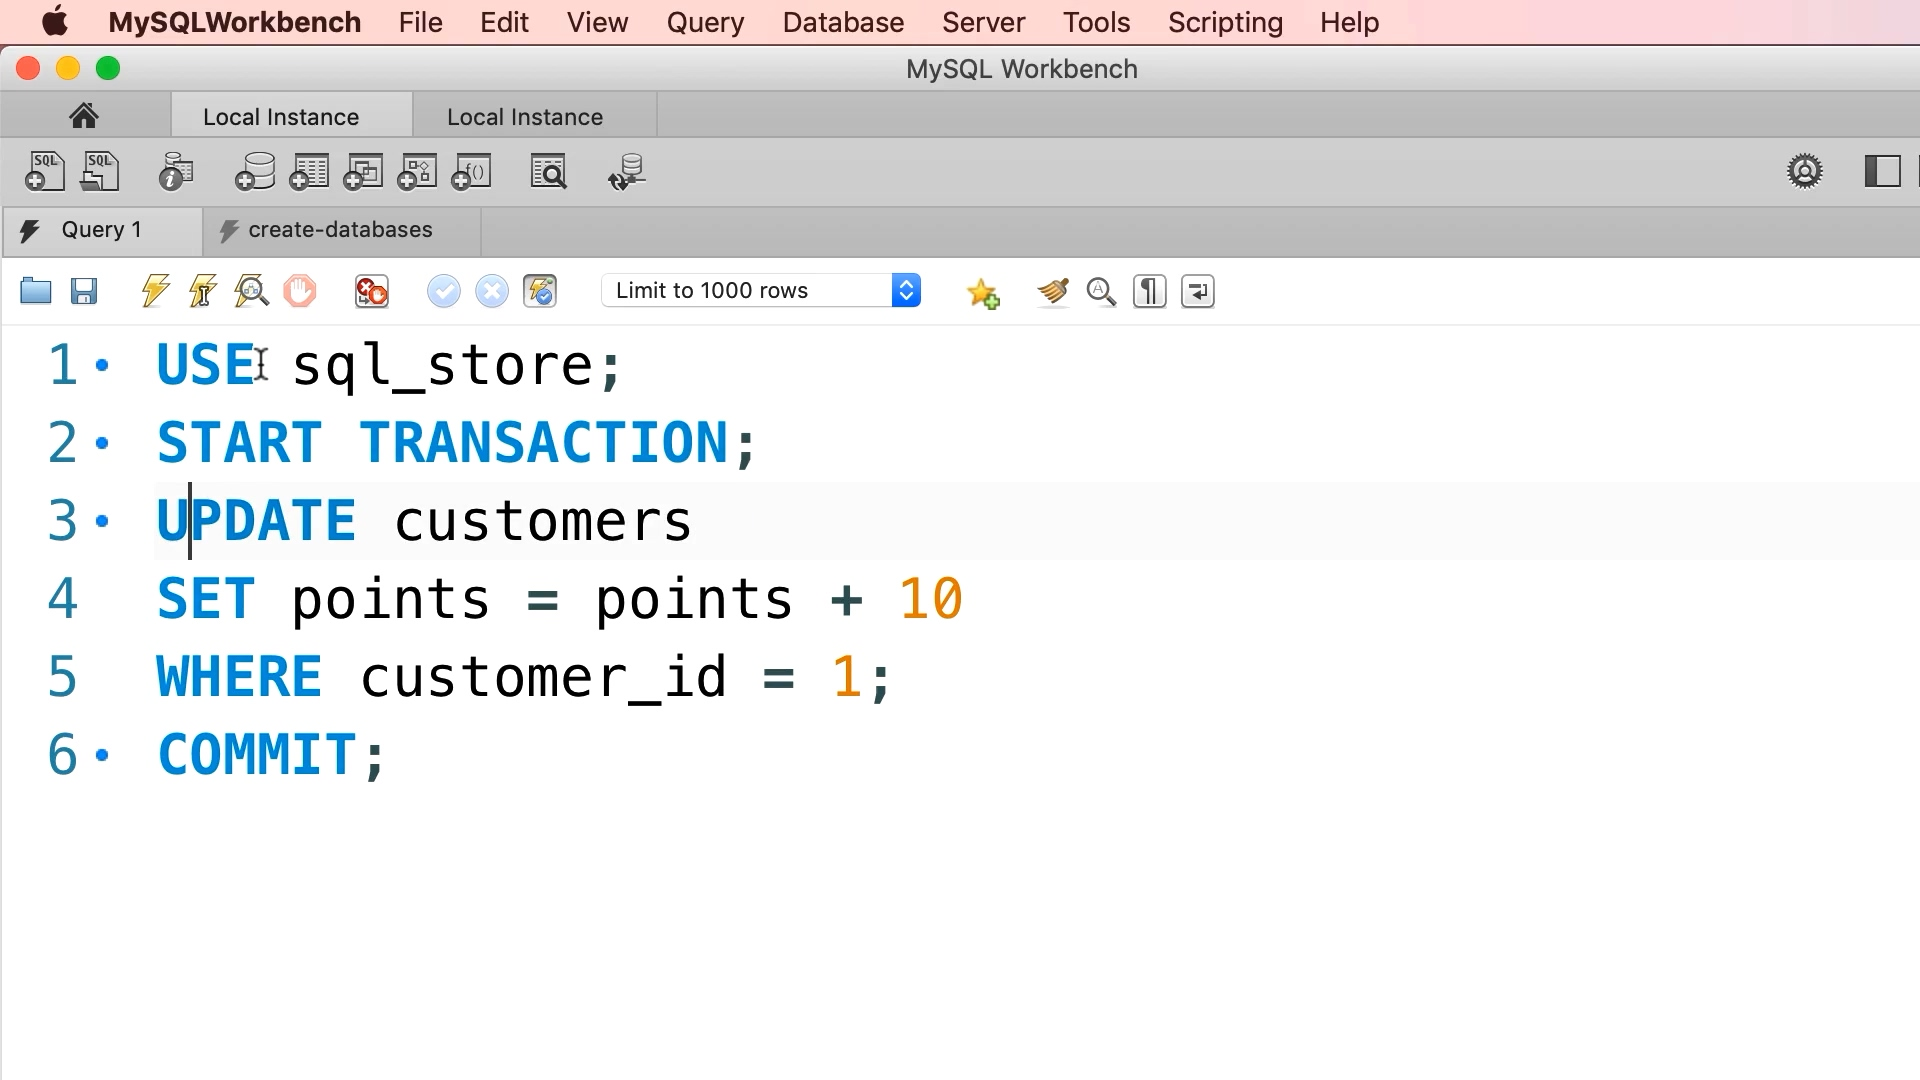 MySQLWorkbench File Edit View Query Database Server Tools Scripting Help
MySQL Workbench
Local Instance Local Instance
SQL SQL
Query 1 create-databases
Limit to 1000 rows
1 USE sql_store;
2 START TRANSACTION;
3 UPDATE customers
4 SET points = points + 10
5 WHERE customer_id = 1;
6 COMMIT;